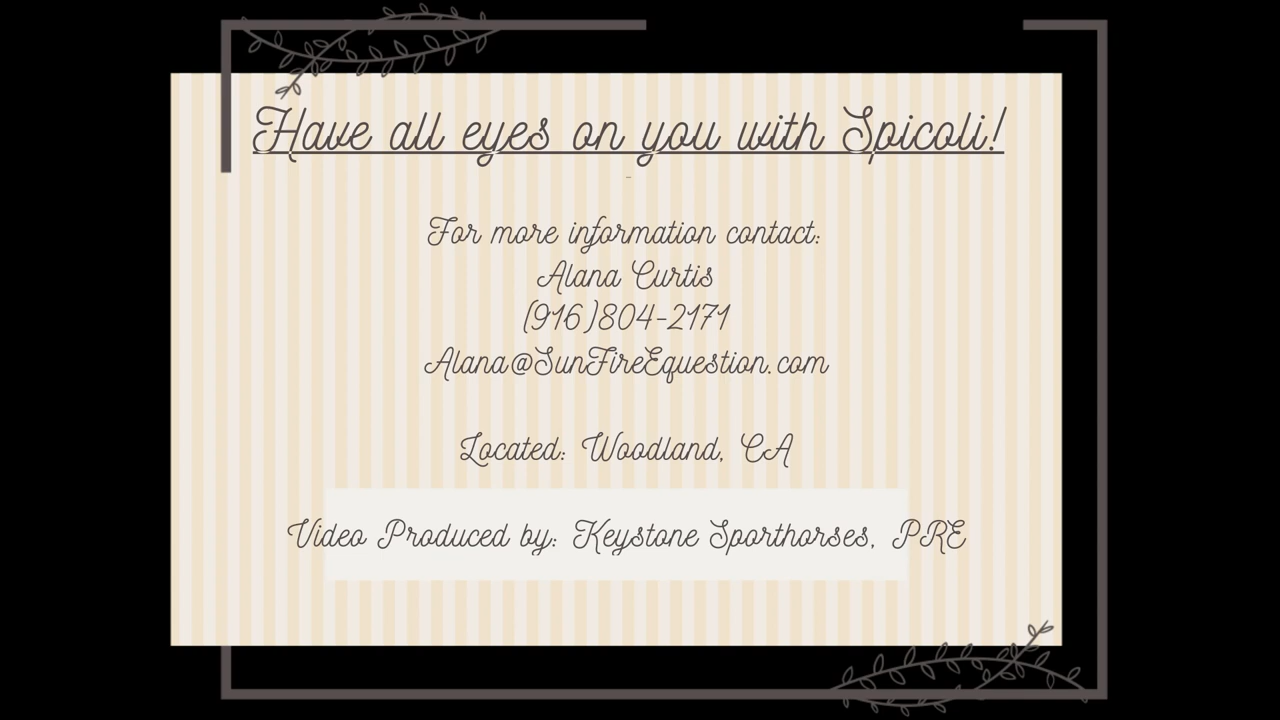 Have all eyes on you with Spicoli!
For more information contact:
Alana Curtis
(916)804-2171
Alana@SunFireEquestion.com
Located: Woodland, CA
Video Produced by: Keystone Sporthorses, PRE